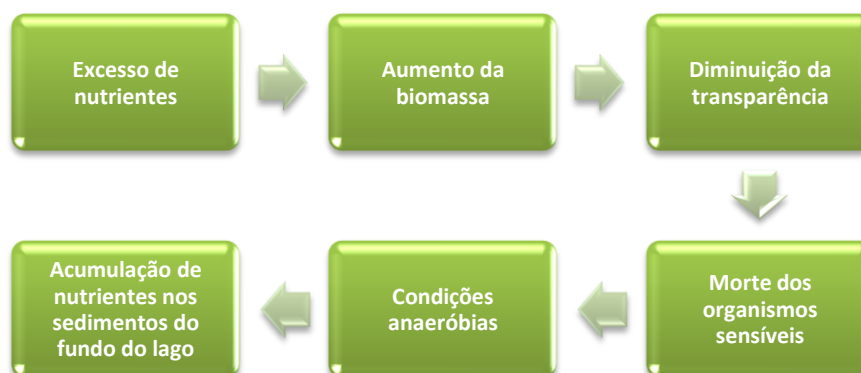 Excesso de
nutrientes
Aumento da
biomassa
Diminuição da
transparência
Morte dos
organismos
sensíveis
Condições
anaeróbias
Acumulação de
nutrientes nos
sedimentos do
fundo do lago